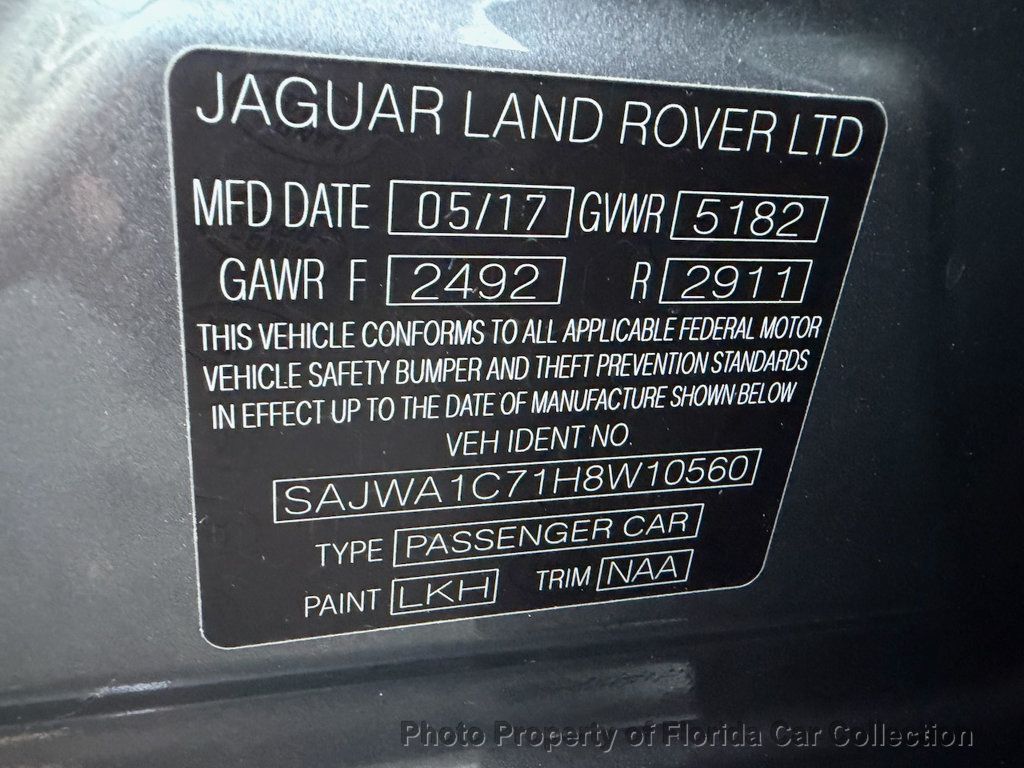 JAGUAR LAND ROVER LTD
MFD DATE 05/17 GVWR 5182
GAWR F 2492 R 2911
THIS VEHICLE CONFORMS TO ALL APPLICABLE FEDERAL MOTOR
VEHICLE SAFETY BUMPER AND THEFT PREVENTION STANDARDS
IN EFFECT UP TO THE DATE OF MANUFACTURE SHOWN BELOW
VEH IDENT NO.
SAJWA1C71H8W10560
TYPE PASSENGER CAR
PAINT LKH TRIM NAA
Photo Property of Florida Car Collection